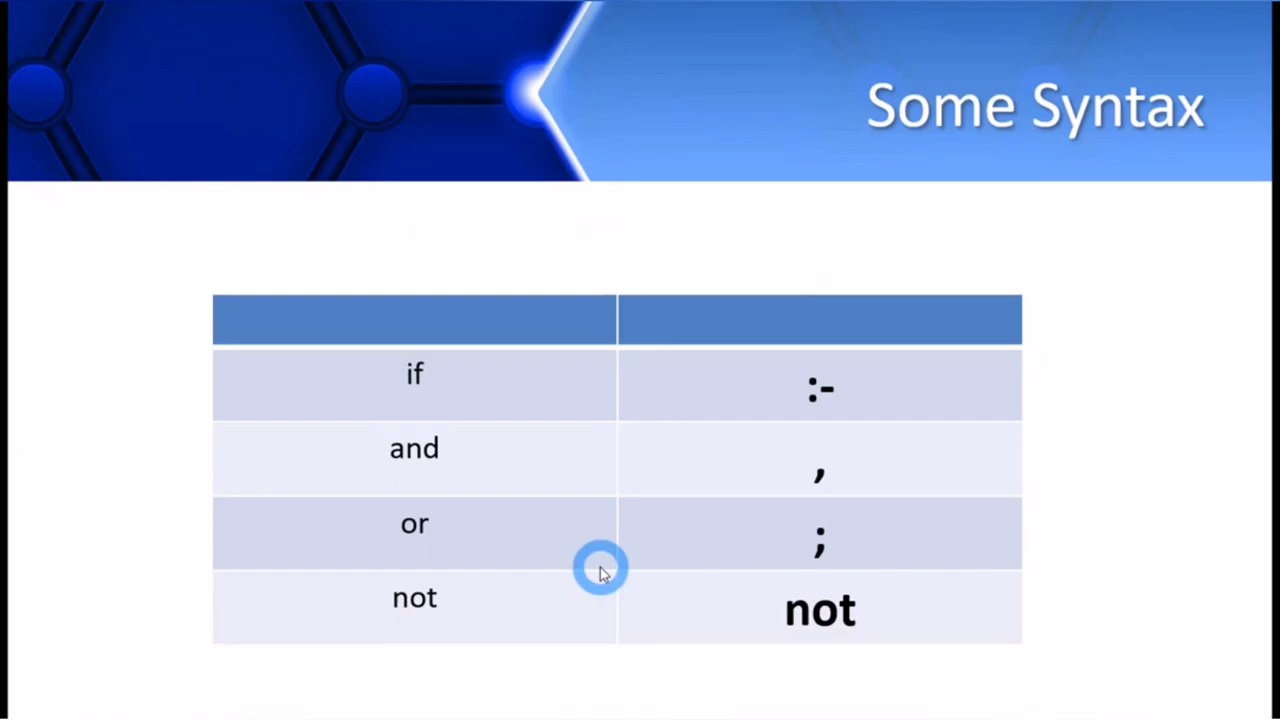 Some Syntax
if :-
and ,
or ;
not not